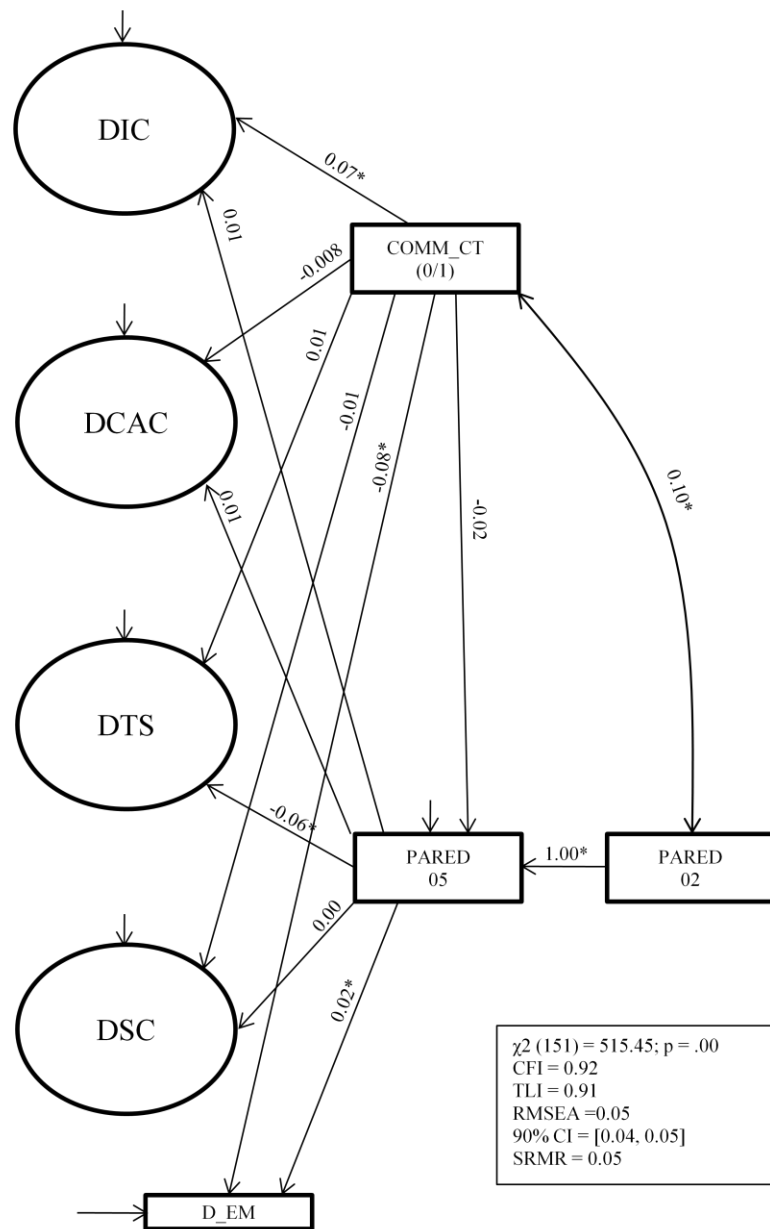 DIC
0.07*
0.01
COMM_CT
(0/1)
-0.008
DCAC
0.01
-0.01
-0.08*
0.10*
0.01
-0.02
DTS
-0.06*
PARED
05
1.00*
PARED
02
0.00
0.02*
DSC
χ2 (151) = 515.45; p = .00
CFI = 0.92
TLI = 0.91
RMSEA =0.05
90% CI = [0.04, 0.05]
SRMR = 0.05
D_EM